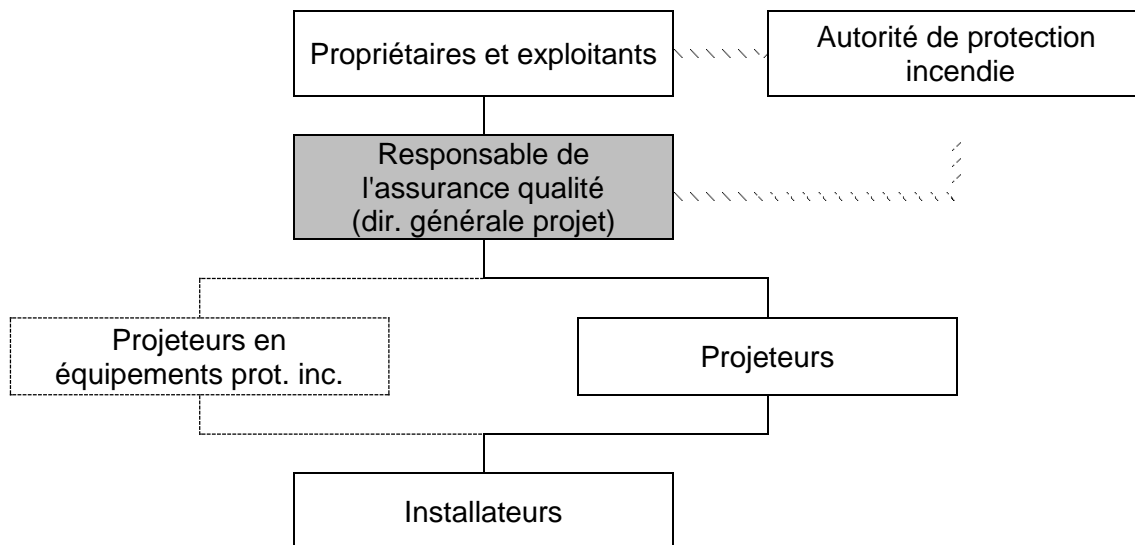 Propriétaires et exploitants
Autorité de protection
incendie
Responsable de
l'assurance qualité
(dir. générale projet)
Projeteurs en
équipements prot. inc.
Projeteurs
Installateurs